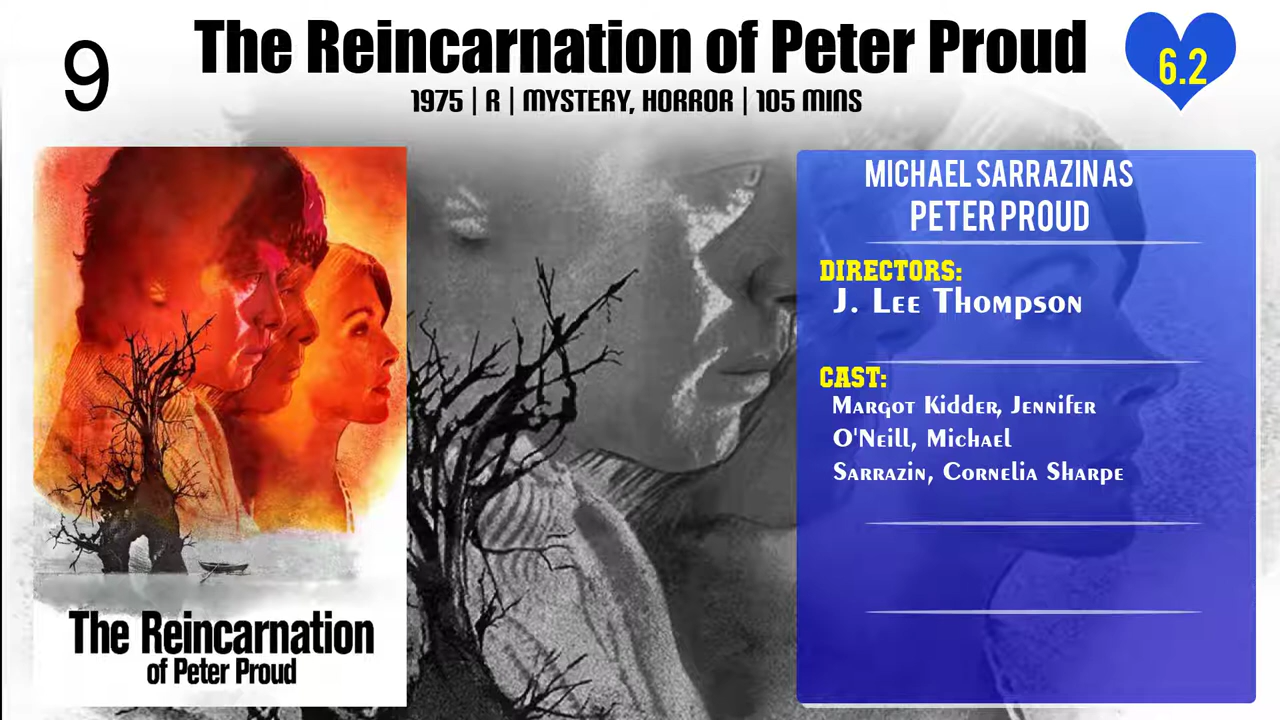 9
The Reincarnation of Peter Proud
1975 | R | MYSTERY, HORROR | 105 MINS
6.2
MICHAEL SARRAZIN AS
PETER PROUD
DIRECTORS:
J. Lee Thompson
CAST:
Margot Kidder, Jennifer
O'Neill, Michael
Sarrazin, Cornelia Sharpe
The Reincarnation
of Peter Proud